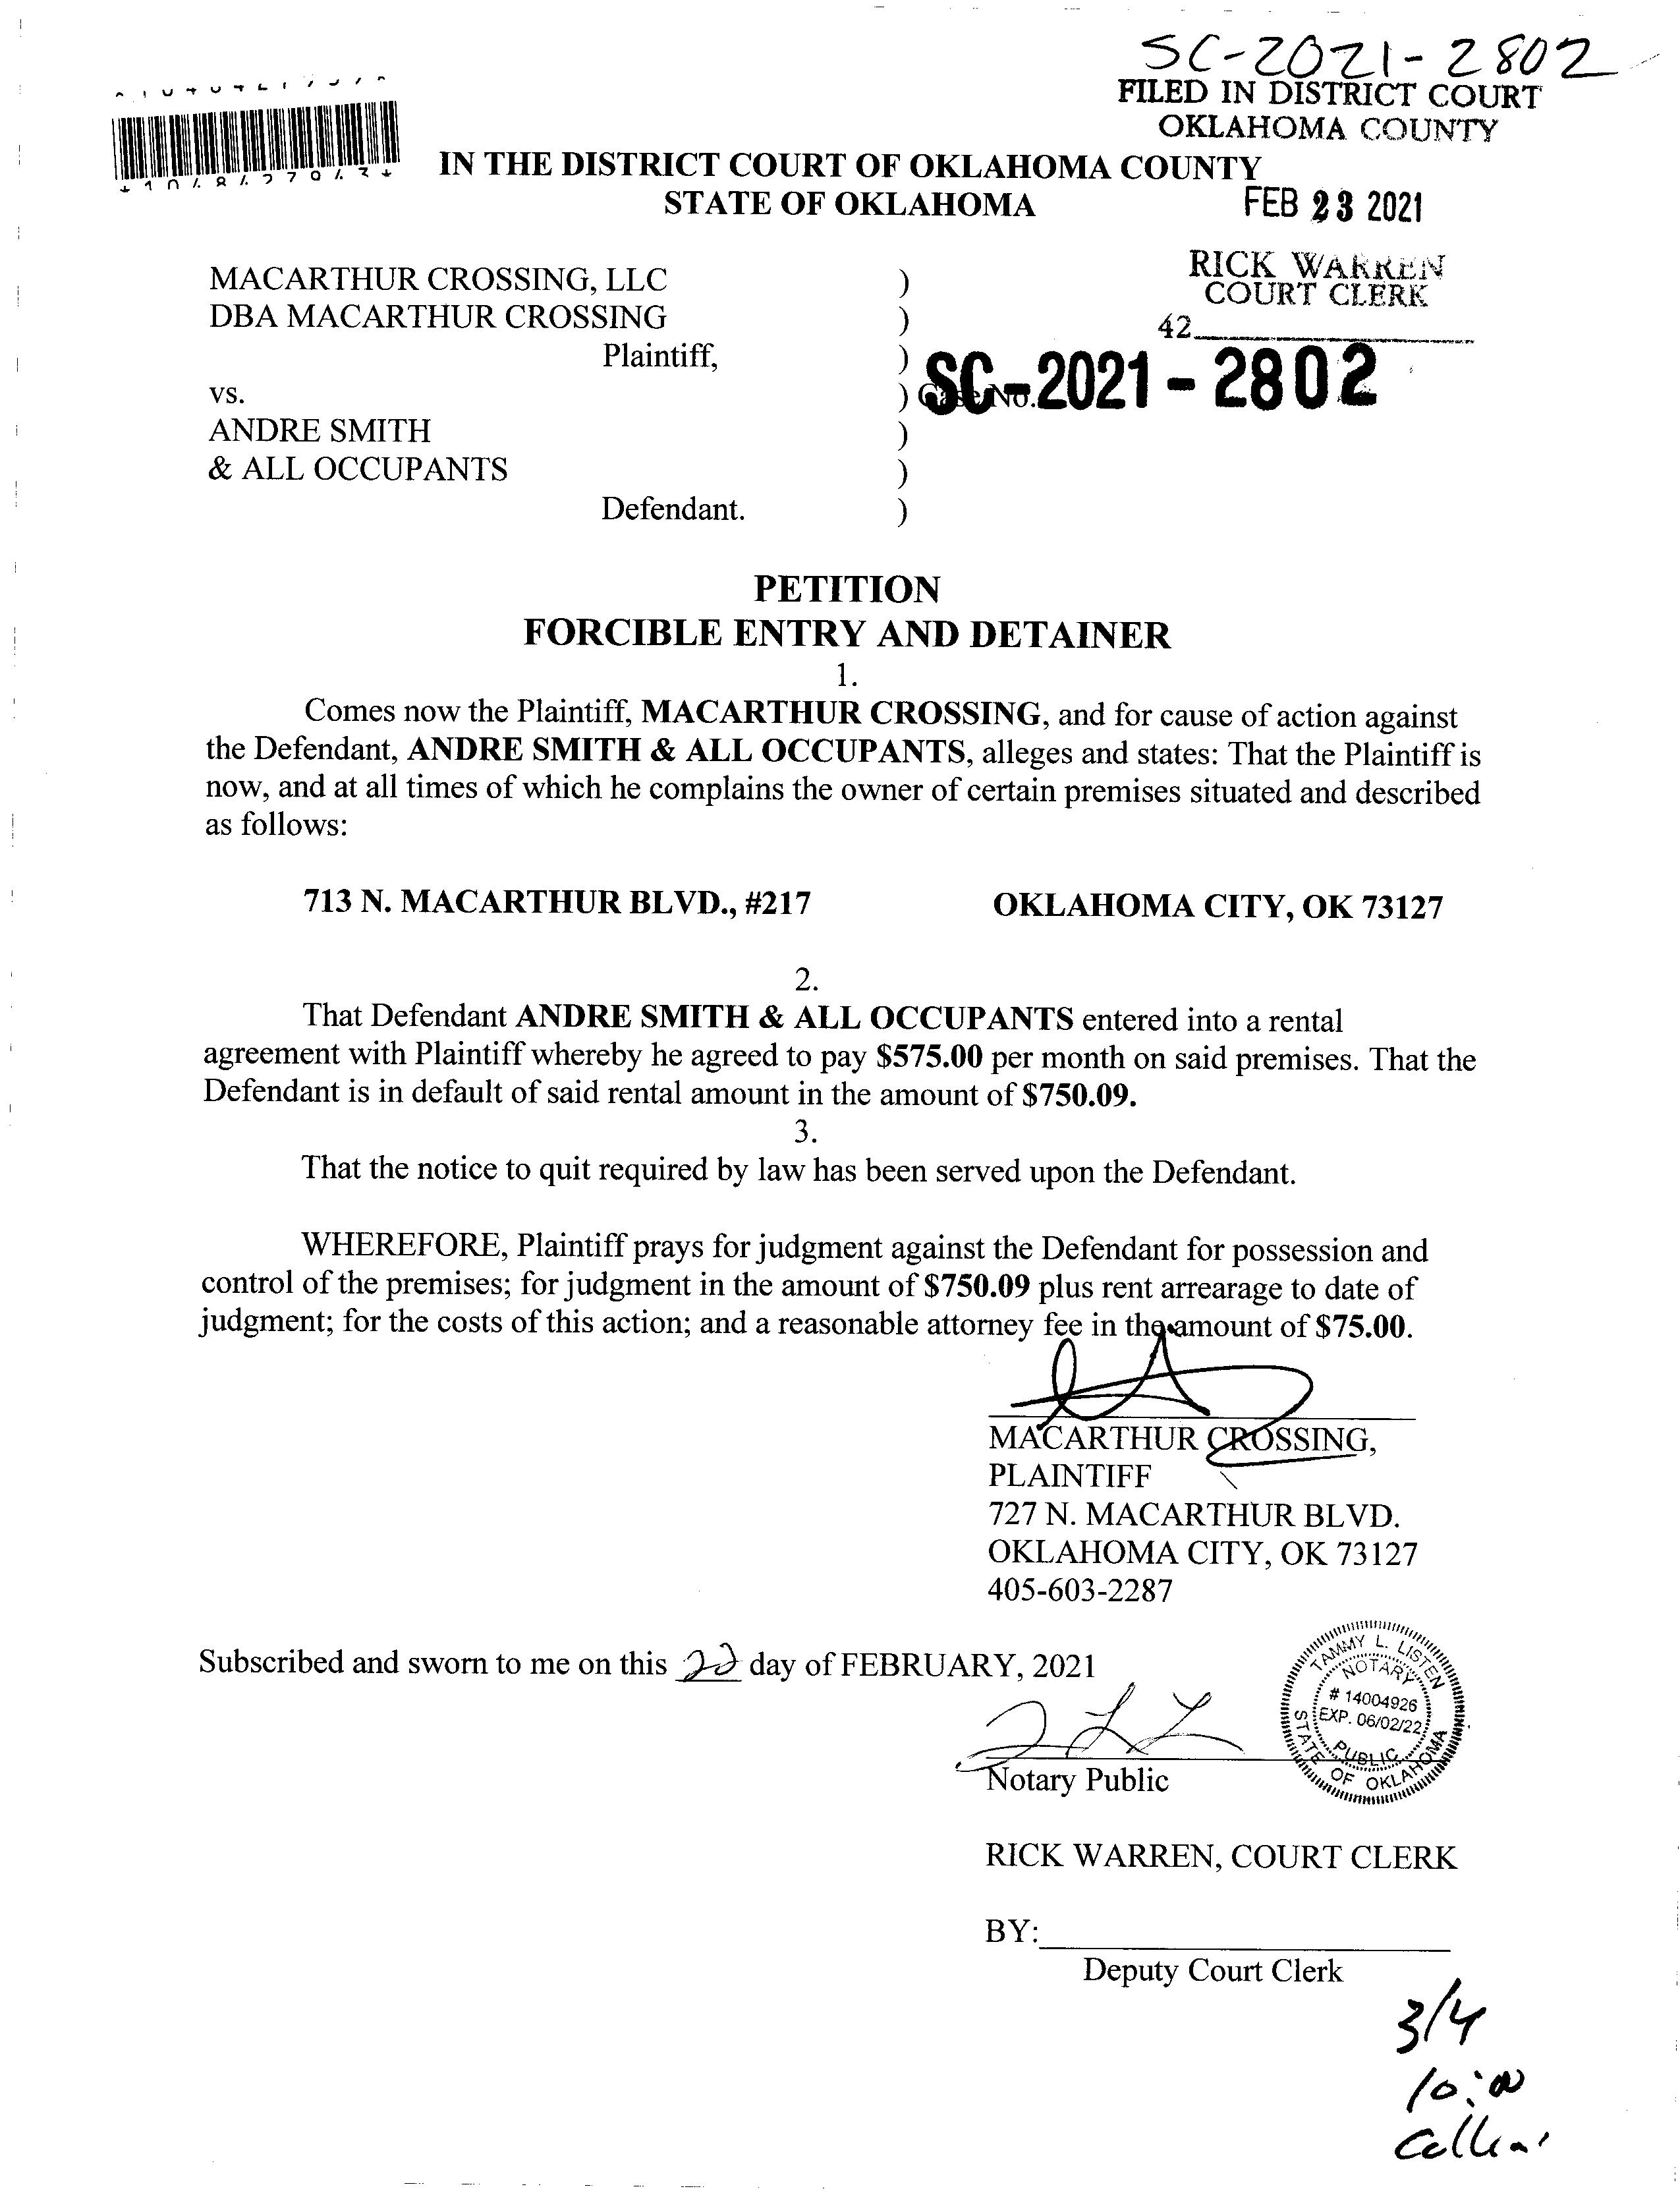 SC-2021-2802
FILED IN DISTRICT COURT
OKLAHOMA COUNTY
IN THE DISTRICT COURT OF OKLAHOMA COUNTY
STATE OF OKLAHOMA
FEB 23 2021
RICK WARREN
COURT CLERK
42
MACARTHUR CROSSING, LLC )
DBA MACARTHUR CROSSING )
Plaintiff, )
vs. ) Case No. SC-2021-2802
ANDRE SMITH )
& ALL OCCUPANTS )
Defendant. )
PETITION
FORCIBLE ENTRY AND DETAINER
1.
Comes now the Plaintiff, MACARTHUR CROSSING, and for cause of action against
the Defendant, ANDRE SMITH & ALL OCCUPANTS, alleges and states: That the Plaintiff is
now, and at all times of which he complains the owner of certain premises situated and described
as follows:
713 N. MACARTHUR BLVD., #217 OKLAHOMA CITY, OK 73127
2.
That Defendant ANDRE SMITH & ALL OCCUPANTS entered into a rental
agreement with Plaintiff whereby he agreed to pay $575.00 per month on said premises. That the
Defendant is in default of said rental amount in the amount of $750.09.
3.
That the notice to quit required by law has been served upon the Defendant.
WHEREFORE, Plaintiff prays for judgment against the Defendant for possession and
control of the premises; for judgment in the amount of $750.09 plus rent arrearage to date of
judgment; for the costs of this action; and a reasonable attorney fee in the amount of $75.00.
MACARTHUR CROSSING,
PLAINTIFF
727 N. MACARTHUR BLVD.
OKLAHOMA CITY, OK 73127
405-603-2287
Subscribed and sworn to me on this 22 day of FEBRUARY, 2021
TAMMY L. LISTEN
NOTARY
# 14004926
EXP. 06/02/22
PUBLIC
STATE OF OKLAHOMA
Notary Public
RICK WARREN, COURT CLERK
BY:
Deputy Court Clerk
3/4
10:00